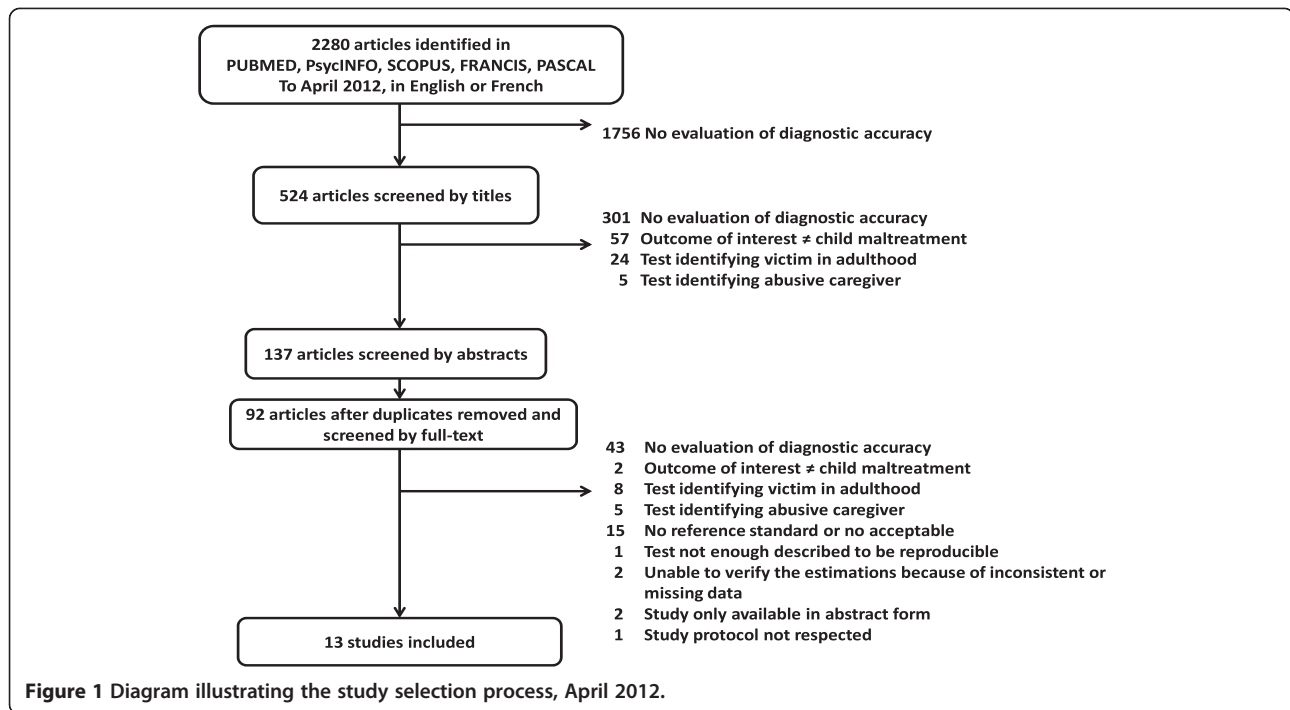 2280 articles identified in
PUBMED, PsycINFO, SCOPUS, FRANCIS, PASCAL
To April 2012, in English or French
1756 No evaluation of diagnostic accuracy
524 articles screened by titles
301 No evaluation of diagnostic accuracy
57 Outcome of interest ≠ child maltreatment
24 Test identifying victim in adulthood
5 Test identifying abusive caregiver
137 articles screened by abstracts
92 articles after duplicates removed and
screened by full-text
43 No evaluation of diagnostic accuracy
2 Outcome of interest ≠ child maltreatment
8 Test identifying victim in adulthood
5 Test identifying abusive caregiver
15 No reference standard or no acceptable
1 Test not enough described to be reproducible
2 Unable to verify the estimations because of inconsistent or
missing data
2 Study only available in abstract form
1 Study protocol not respected
13 studies included
Figure 1 Diagram illustrating the study selection process, April 2012.